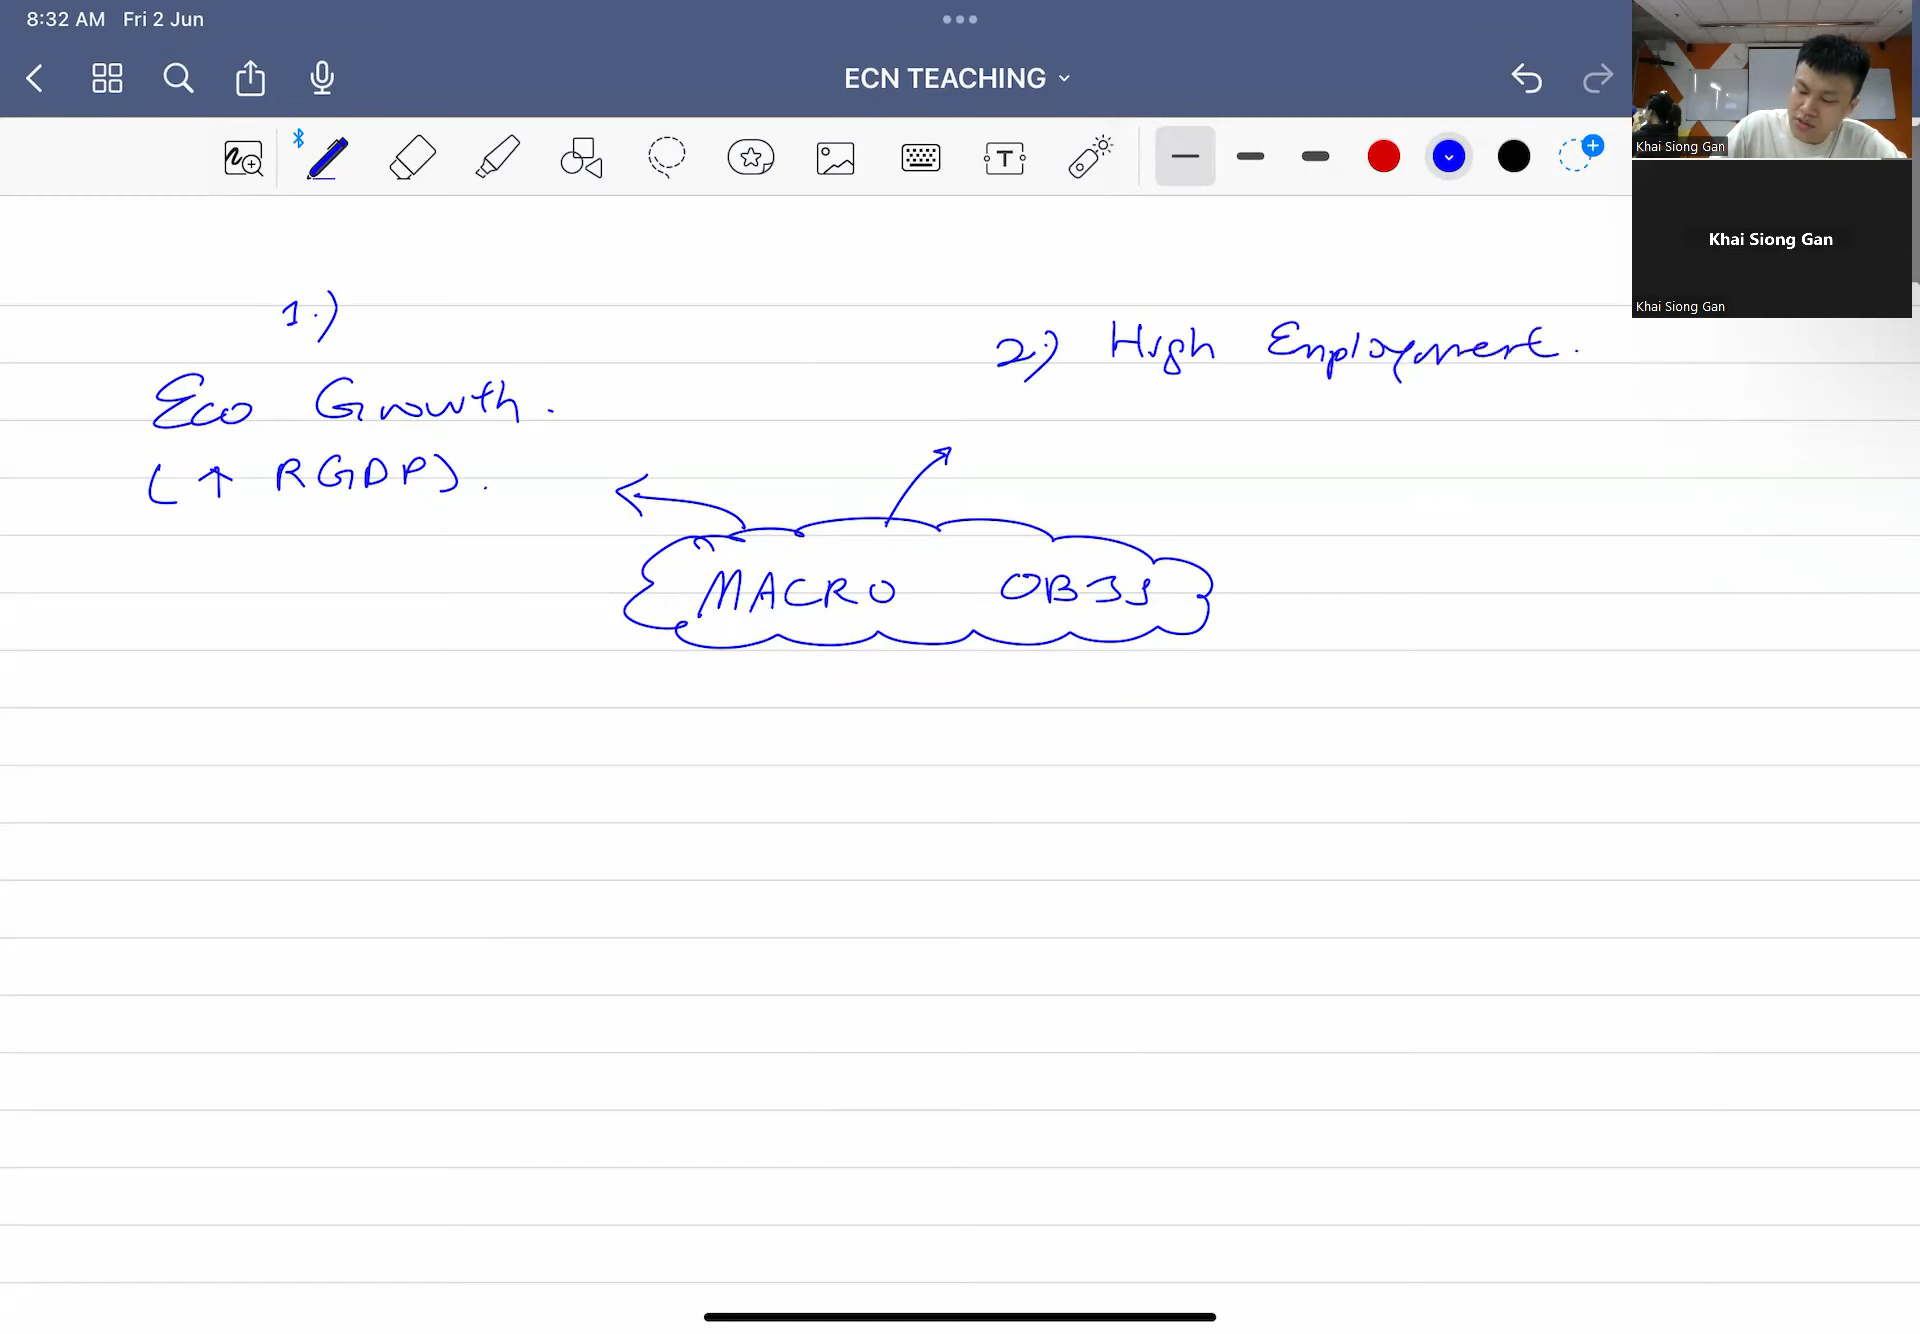 8:32 AM Fri 2 Jun
ECN TEACHING
Khai Siong Gan
Khai Siong Gan
Khai Siong Gan
1.)
Eco Growth.
(↑ RGDP).
2.) High Employment.
MACRO OBJS